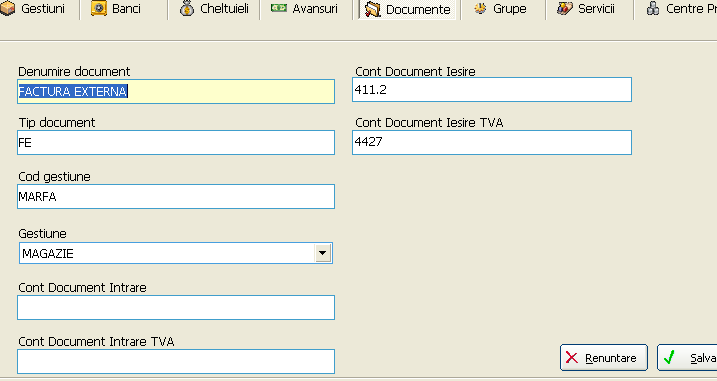 Gestiuni Banci Cheltuieli Avansuri Documente Grupe Servicii Centre
Denumire document
FACTURA EXTERNA
Tip document
FE
Cod gestiune
MARFA
Gestiune
MAGAZIE
Cont Document Intrare
Cont Document Intrare TVA
Cont Document Iesire
411.2
Cont Document Iesire TVA
4427
Renuntare